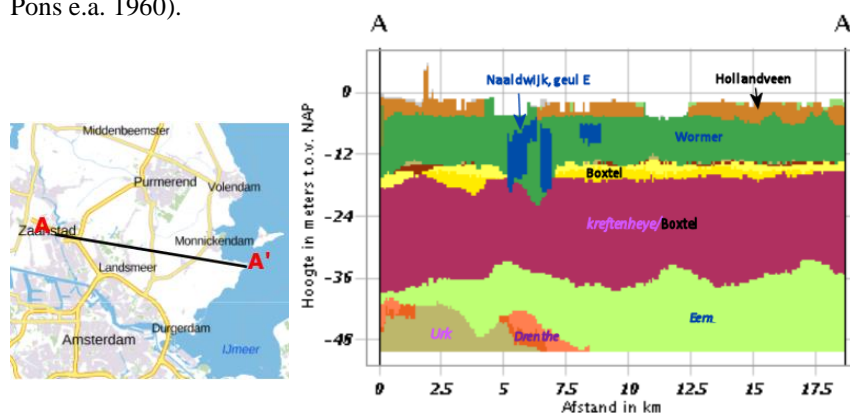 Pons e.a. 1960).
Middenbeemster
Purmerend
Volendam
A
Zaanstad
Monnickendam
A'
Landsmeer
Durgerdam
Amsterdam
IJmeer
A
A
Naaldwijk, geul E
Hollandveen
Wormer
Boxtel
kreftenheye/Boxtel
Eem
Urk
Drenthe
Hoogte in meters t.o.v. NAP
0
-12
-24
-36
-48
0
2.5
5
7.5
10
12.5
15
17.5
Afstand in km